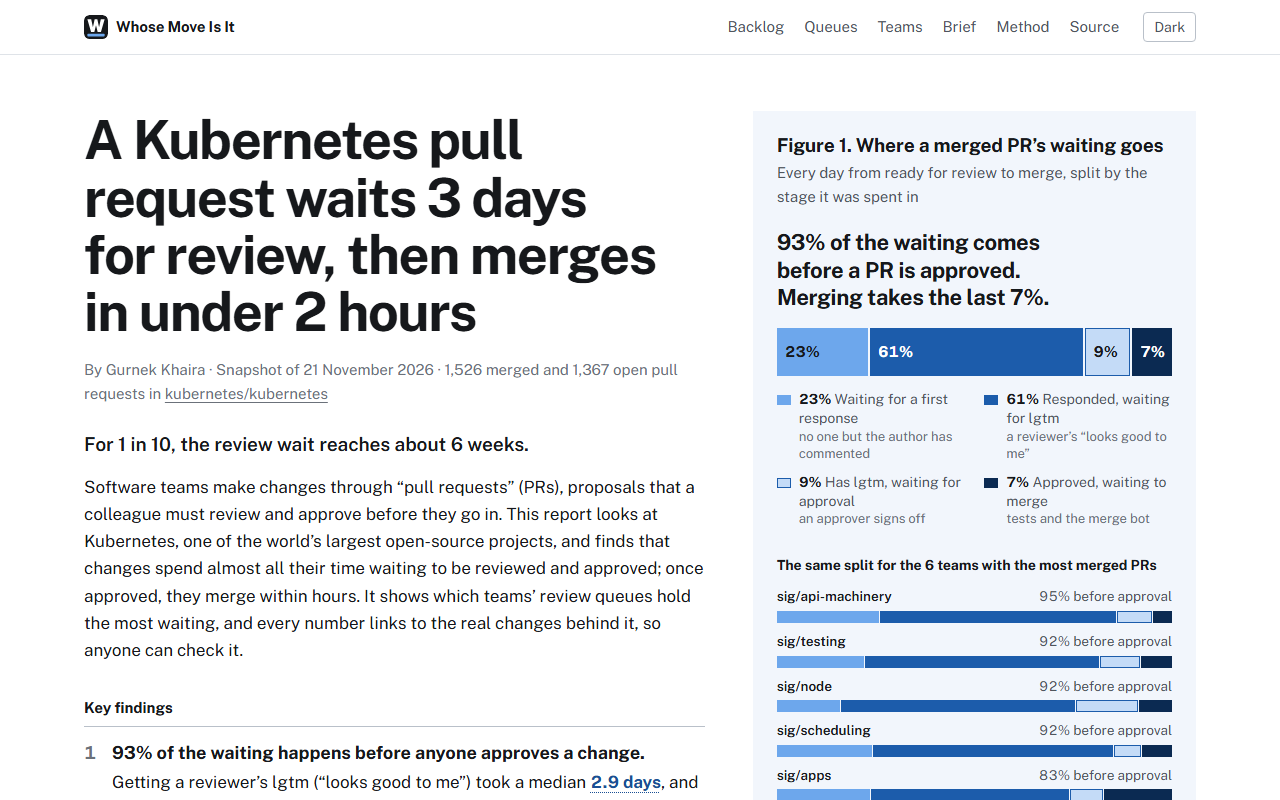 W Whose Move Is It
Backlog Queues Teams Brief Method Source Dark
A Kubernetes pull
request waits 3 days
for review, then merges
in under 2 hours
By Gurnek Khaira · Snapshot of 21 November 2026 · 1,526 merged and 1,367 open pull
requests in kubernetes/kubernetes
For 1 in 10, the review wait reaches about 6 weeks.
Software teams make changes through “pull requests” (PRs), proposals that a
colleague must review and approve before they go in. This report looks at
Kubernetes, one of the world’s largest open-source projects, and finds that
changes spend almost all their time waiting to be reviewed and approved; once
approved, they merge within hours. It shows which teams’ review queues hold
the most waiting, and every number links to the real changes behind it, so
anyone can check it.
Key findings
1 93% of the waiting happens before anyone approves a change.
Getting a reviewer’s lgtm (“looks good to me”) took a median 2.9 days, and
Figure 1. Where a merged PR’s waiting goes
Every day from ready for review to merge, split by the
stage it was spent in
93% of the waiting comes
before a PR is approved.
Merging takes the last 7%.
23% 61% 9% 7%
23% Waiting for a first
response
no one but the author has
commented
61% Responded, waiting
for lgtm
a reviewer’s “looks good to
me”
9% Has lgtm, waiting for
approval
an approver signs off
7% Approved, waiting to
merge
tests and the merge bot
The same split for the 6 teams with the most merged PRs
sig/api-machinery 95% before approval
sig/testing 92% before approval
sig/node 92% before approval
sig/scheduling 92% before approval
sig/apps 83% before approval